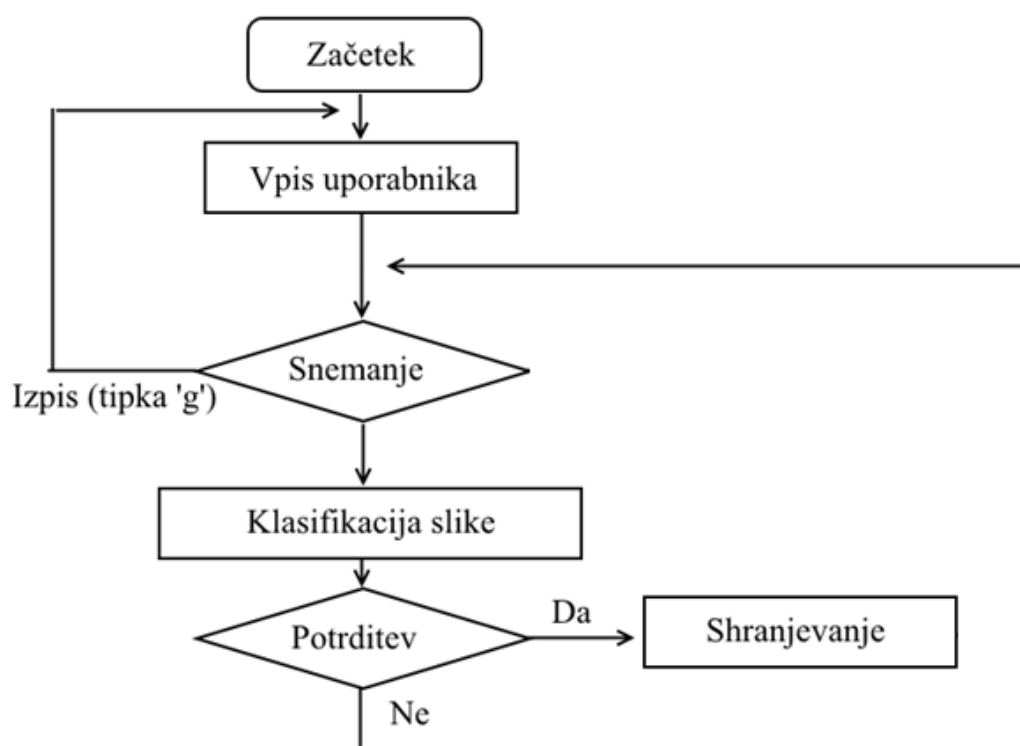 Začetek
Vpis uporabnika
Snemanje
Izpis (tipka 'g')
Klasifikacija slike
Potrditev
Da
Shranjevanje
Ne